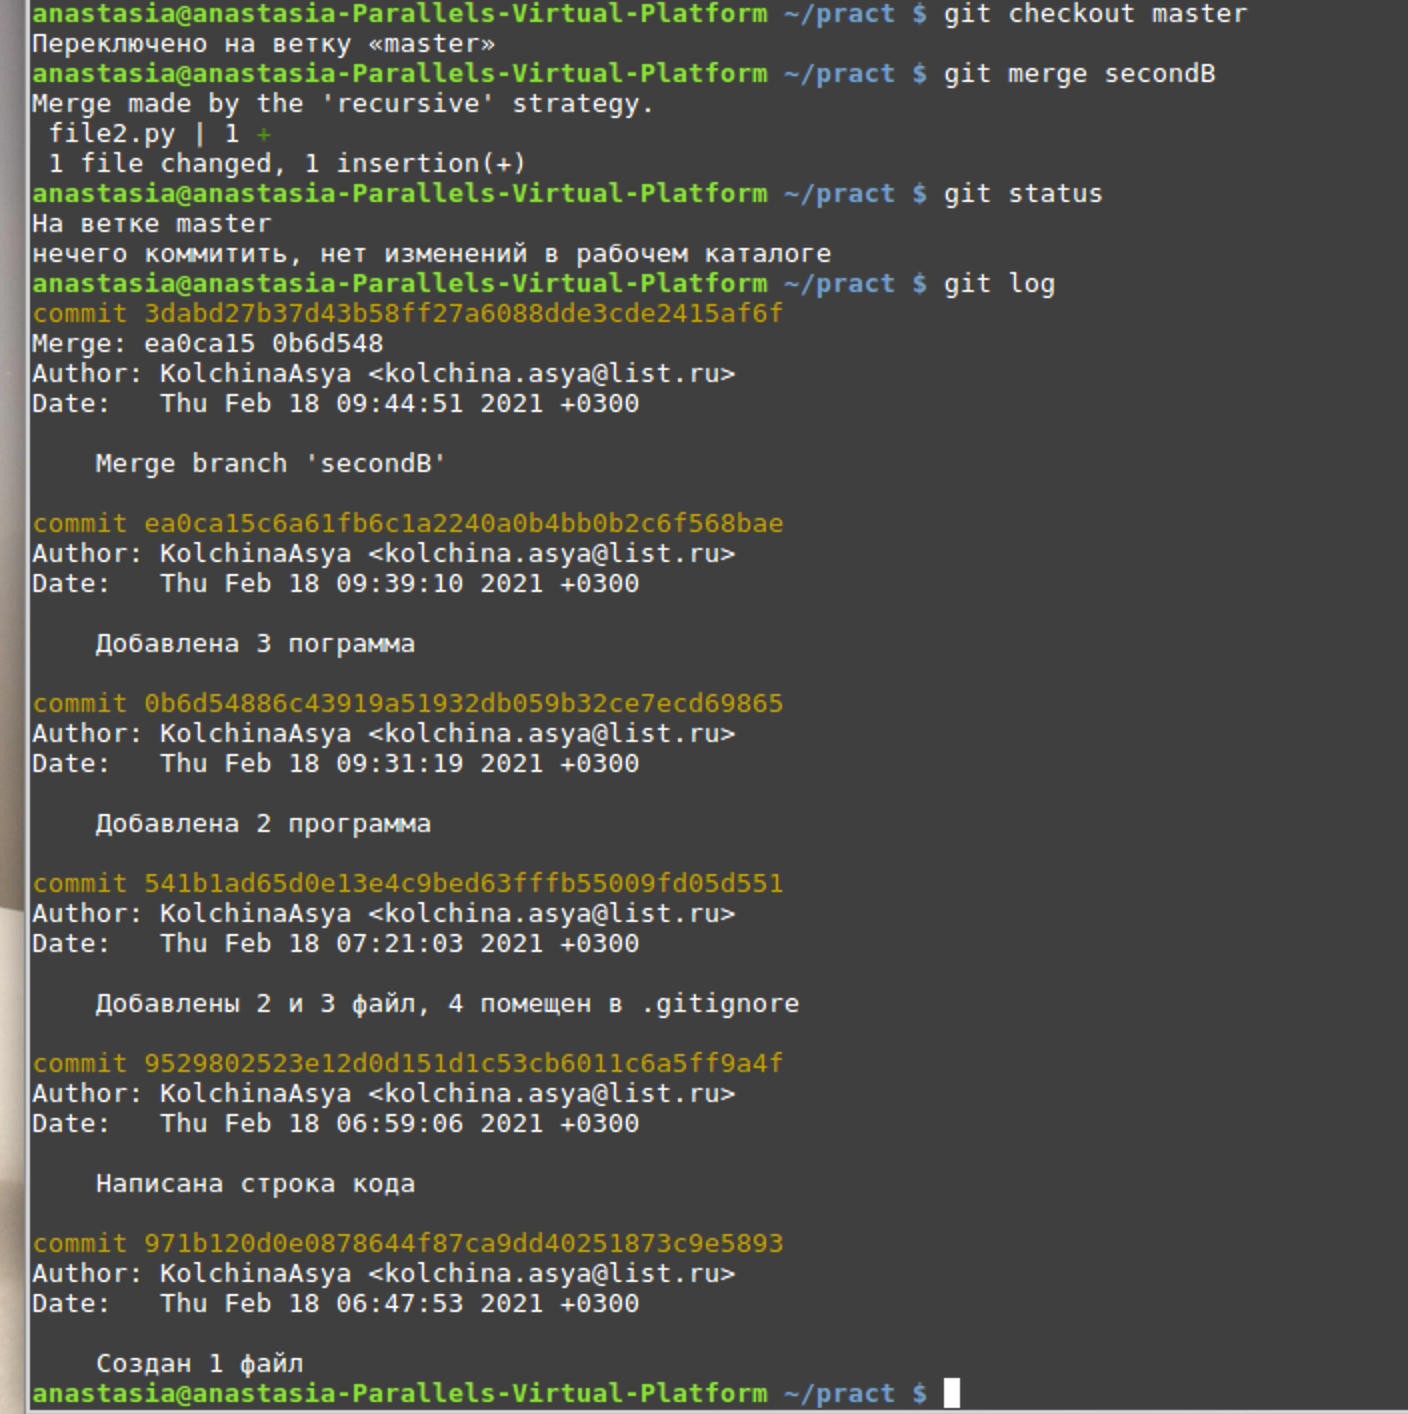 anastasia@anastasia-Parallels-Virtual-Platform ~/pract $ git checkout master
Переключено на ветку «master»
anastasia@anastasia-Parallels-Virtual-Platform ~/pract $ git merge secondB
Merge made by the 'recursive' strategy.
 file2.py | 1 +
 1 file changed, 1 insertion(+)
anastasia@anastasia-Parallels-Virtual-Platform ~/pract $ git status
На ветке master
нечего коммитить, нет изменений в рабочем каталоге
anastasia@anastasia-Parallels-Virtual-Platform ~/pract $ git log
commit 3dabd27b37d43b58ff27a6088dde3cde2415af6f
Merge: ea0ca15 0b6d548
Author: KolchinaAsya <kolchina.asya@list.ru>
Date:   Thu Feb 18 09:44:51 2021 +0300
    Merge branch 'secondB'
commit ea0ca15c6a61fb6c1a2240a0b4bb0b2c6f568bae
Author: KolchinaAsya <kolchina.asya@list.ru>
Date:   Thu Feb 18 09:39:10 2021 +0300
    Добавлена 3 пограмма
commit 0b6d54886c43919a51932db059b32ce7ecd69865
Author: KolchinaAsya <kolchina.asya@list.ru>
Date:   Thu Feb 18 09:31:19 2021 +0300
    Добавлена 2 программа
commit 541b1ad65d0e13e4c9bed63fffb55009fd05d551
Author: KolchinaAsya <kolchina.asya@list.ru>
Date:   Thu Feb 18 07:21:03 2021 +0300
    Добавлены 2 и 3 файл, 4 помещен в .gitignore
commit 9529802523e12d0d151d1c53cb6011c6a5ff9a4f
Author: KolchinaAsya <kolchina.asya@list.ru>
Date:   Thu Feb 18 06:59:06 2021 +0300
    Написана строка кода
commit 971b120d0e0878644f87ca9dd40251873c9e5893
Author: KolchinaAsya <kolchina.asya@list.ru>
Date:   Thu Feb 18 06:47:53 2021 +0300
    Создан 1 файл
anastasia@anastasia-Parallels-Virtual-Platform ~/pract $